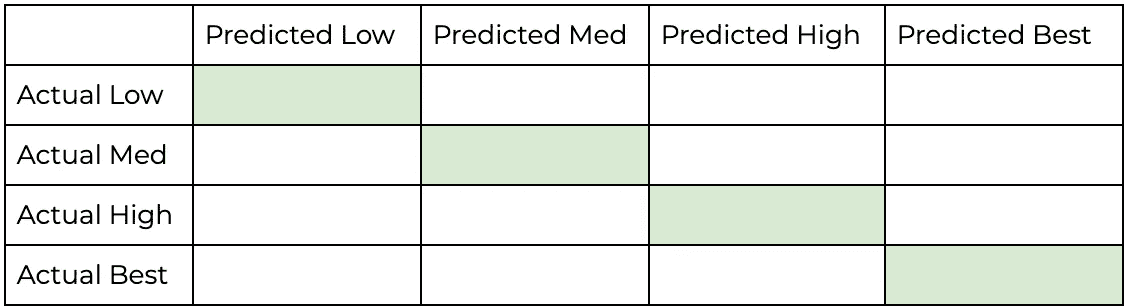 Predicted Low Predicted Med Predicted High Predicted Best
Actual Low
Actual Med
Actual High
Actual Best